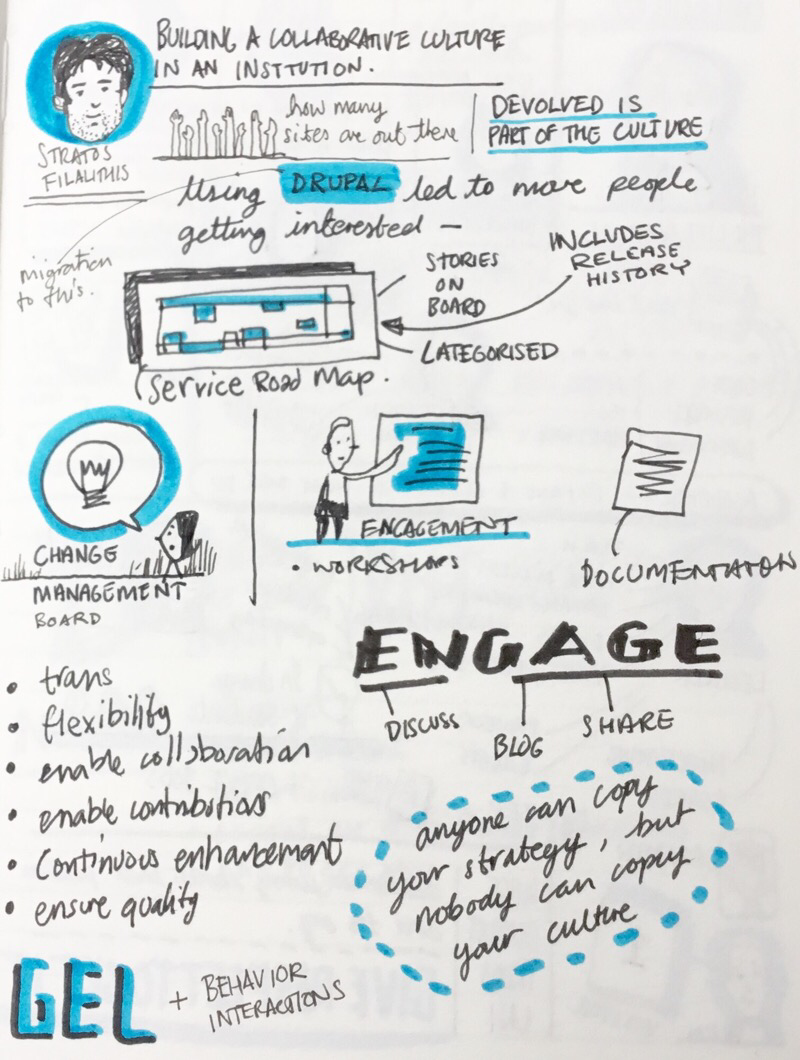 BUILDING A COLLABORATIVE CULTURE
IN AN INSTUTION.
STRATOS
FILALITHIS
how many
sites are out there
DEVOLVED IS
PART OF THE CULTURE
Using DRUPAL led to more people
getting interested –
migration
to this.
STORIES
ON
BOARD
INCLUDES
RELEASE
HISTORY
CATEGORISED
Service Road Map.
CHANGE
MANAGEMENT
BOARD
ENGAGEMENT
• WORKSHOPS
DOCUMENTATON
ENGAGE
DISCUSS
BLOG
SHARE
• trans
• flexibility
• enable collaboration
• enable contributions
• Continuous enhancement
• ensure quality
anyone can copy
your strategy, but
nobody can copuy
your culture
GEL + BEHAVIOR
INTERACTIONS